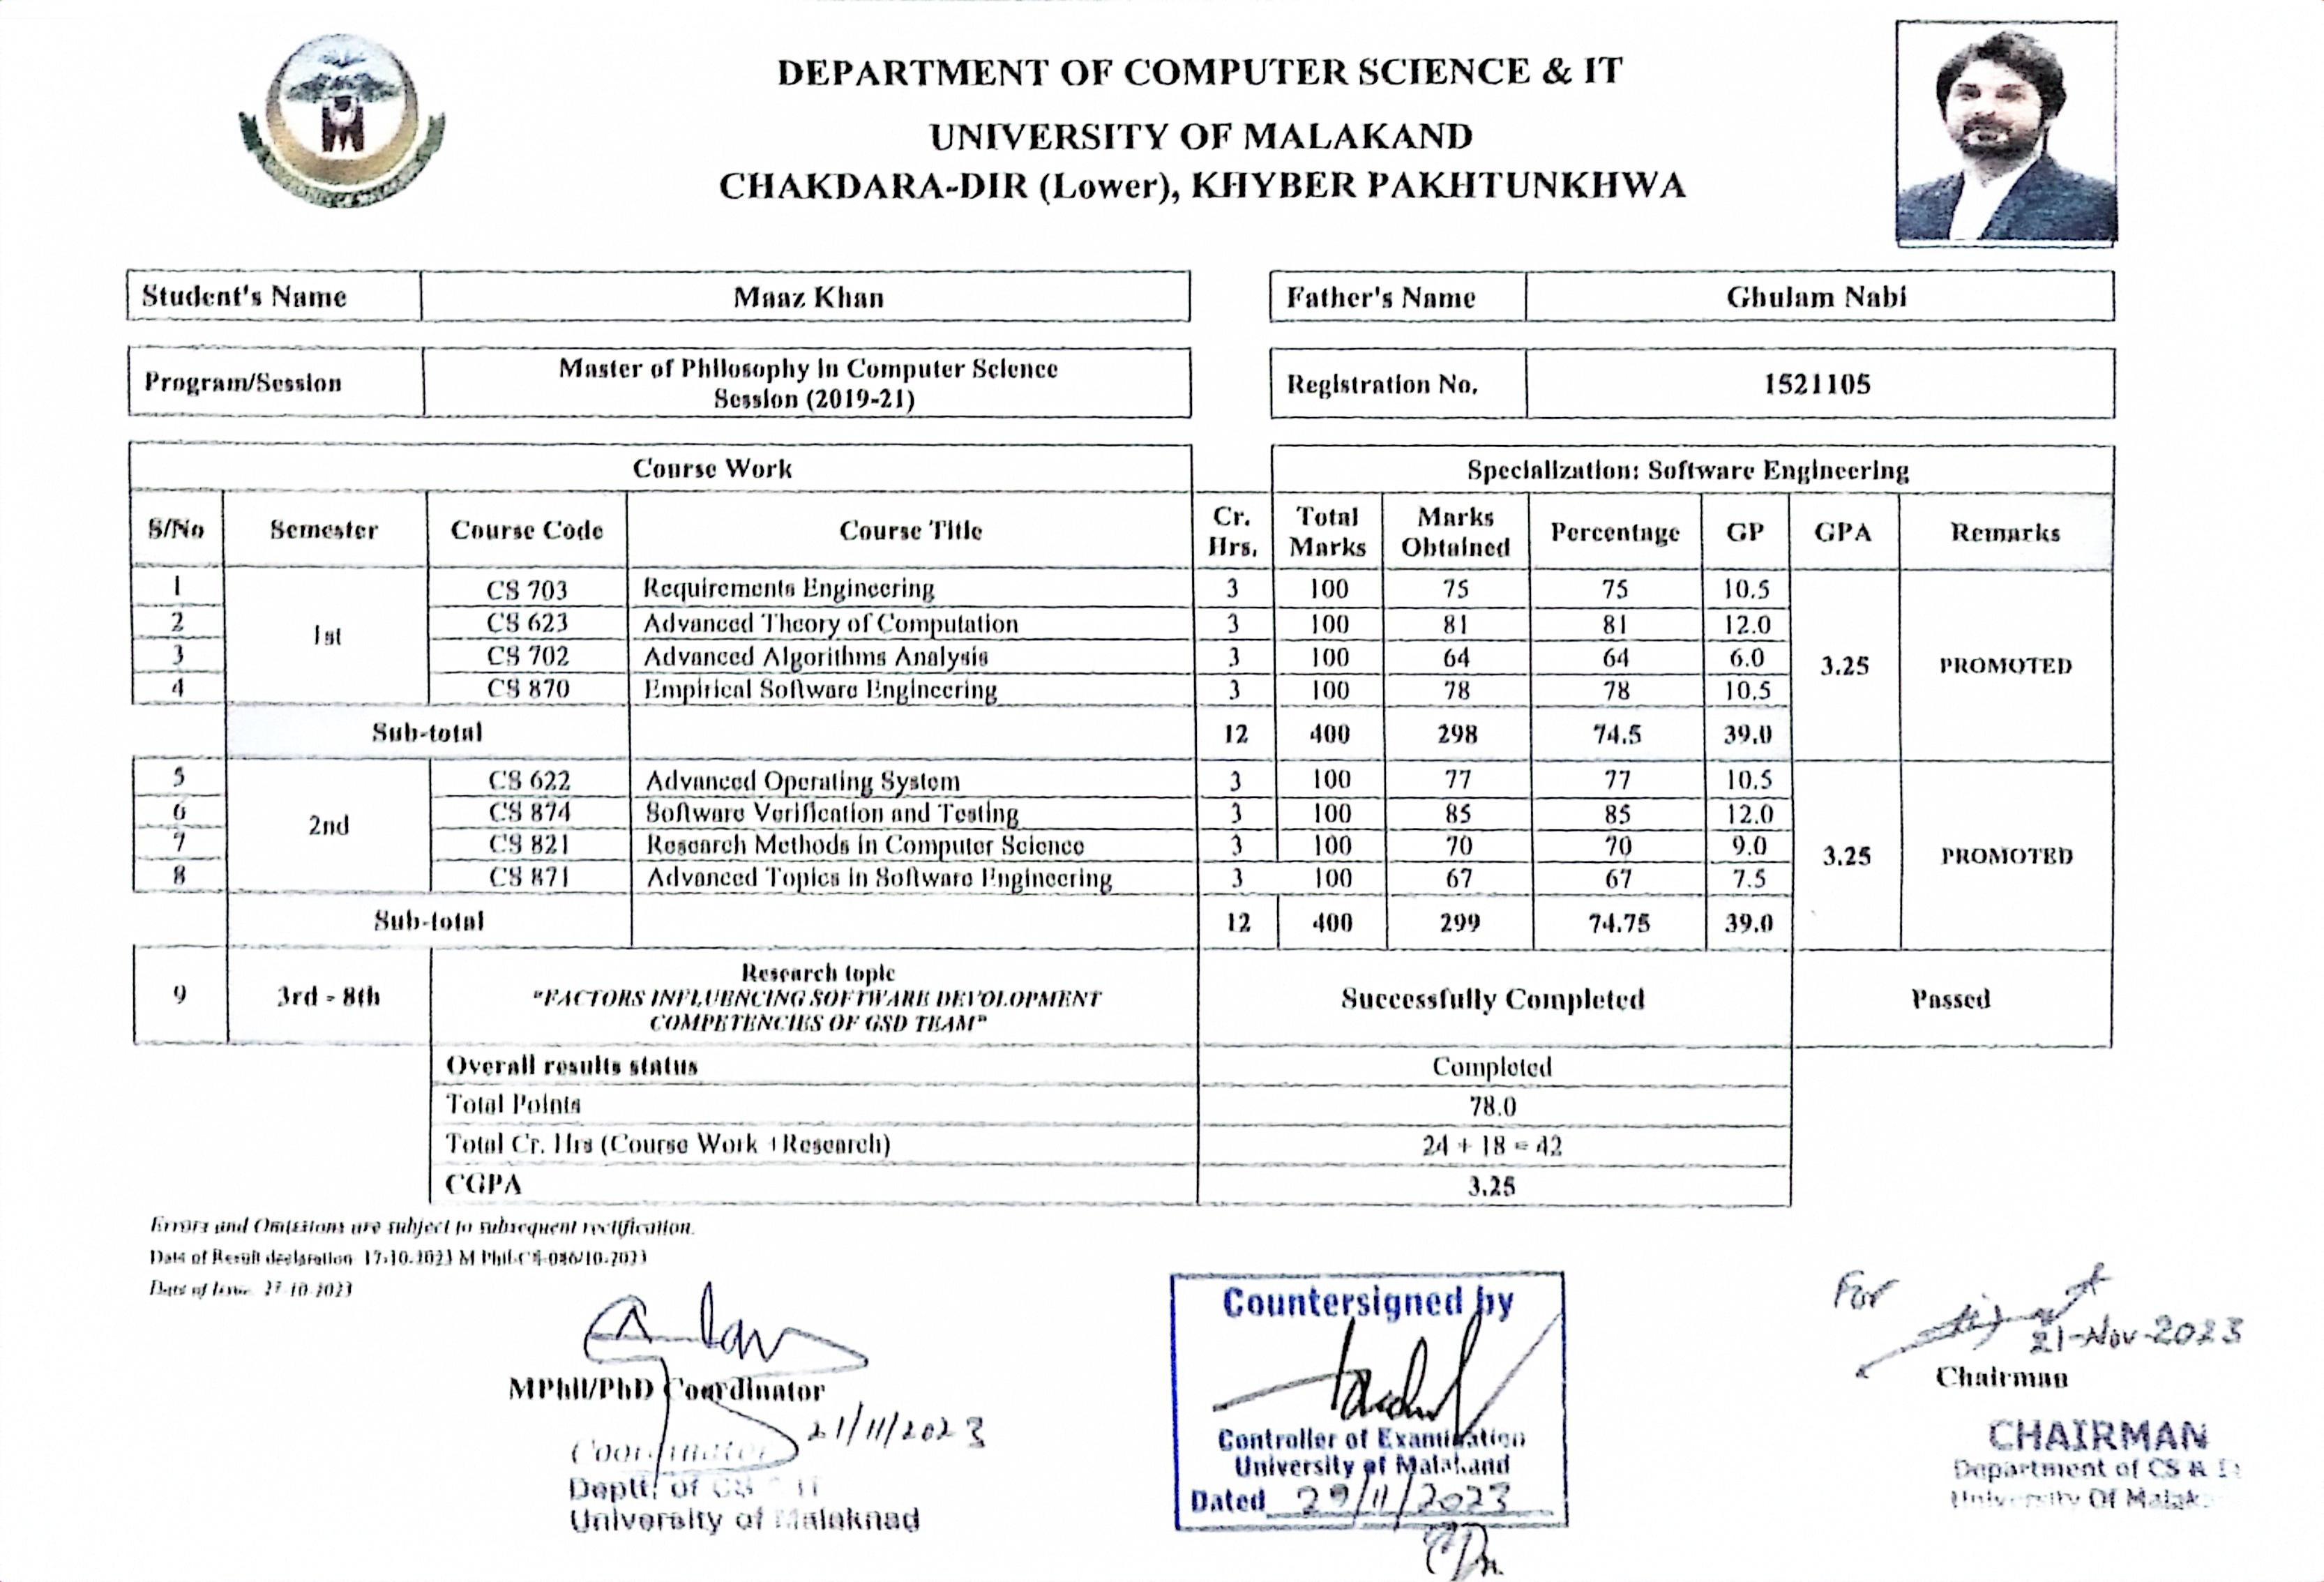 DEPARTMENT OF COMPUTER SCIENCE & IT
UNIVERSITY OF MALAKAND
CHAKDARA-DIR (Lower), KHYBER PAKHTUNKHWA
Student's Name Maaz Khan Father's Name Ghulam Nabi
Program/Session Master of Philosophy in Computer Science
Session (2019-21) Registration No. 1521105
Course Work Specialization: Software Engineering
S/No Semester Course Code Course Title Cr. Hrs. Total Marks Marks Obtained Percentage GP GPA Remarks
1 1st CS 703 Requirements Engineering 3 100 75 75 10.5 3.25 PROMOTED
2 CS 623 Advanced Theory of Computation 3 100 81 81 12.0
3 CS 702 Advanced Algorithms Analysis 3 100 64 64 6.0
4 CS 870 Empirical Software Engineering 3 100 78 78 10.5
Sub-total 12 400 298 74.5 39.0
5 2nd CS 622 Advanced Operating System 3 100 77 77 10.5 3.25 PROMOTED
6 CS 874 Software Verification and Testing 3 100 85 85 12.0
7 CS 821 Research Methods in Computer Science 3 100 70 70 9.0
8 CS 871 Advanced Topics in Software Engineering 3 100 67 67 7.5
Sub-total 12 400 299 74.75 39.0
9 3rd - 8th Research topic
"FACTORS INFLUENCING SOFTWARE DEVOLOPMENT
COMPETENCIES OF GSD TEAM" Successfully Completed Passed
Overall results status Completed
Total Points 78.0
Total Cr. Hrs (Course Work +Research) 24 + 18 = 42
CGPA 3.25
Errors and Omissions are subject to subsequent rectification.
Date of Result declaration 17-10-2023 M Phil-CS-086/10-2023
Date of Issue 27-10-2023
MPhil/PhD Coordinator
21/11/2023
Coordinator
Deptt. of CS
University of Malaknad
Countersigned by
Controller of Examination
University of Malakand
Dated 29/11/2023
For
21-Nov-2023
Chairman
CHAIRMAN
Department of CS &
University Of